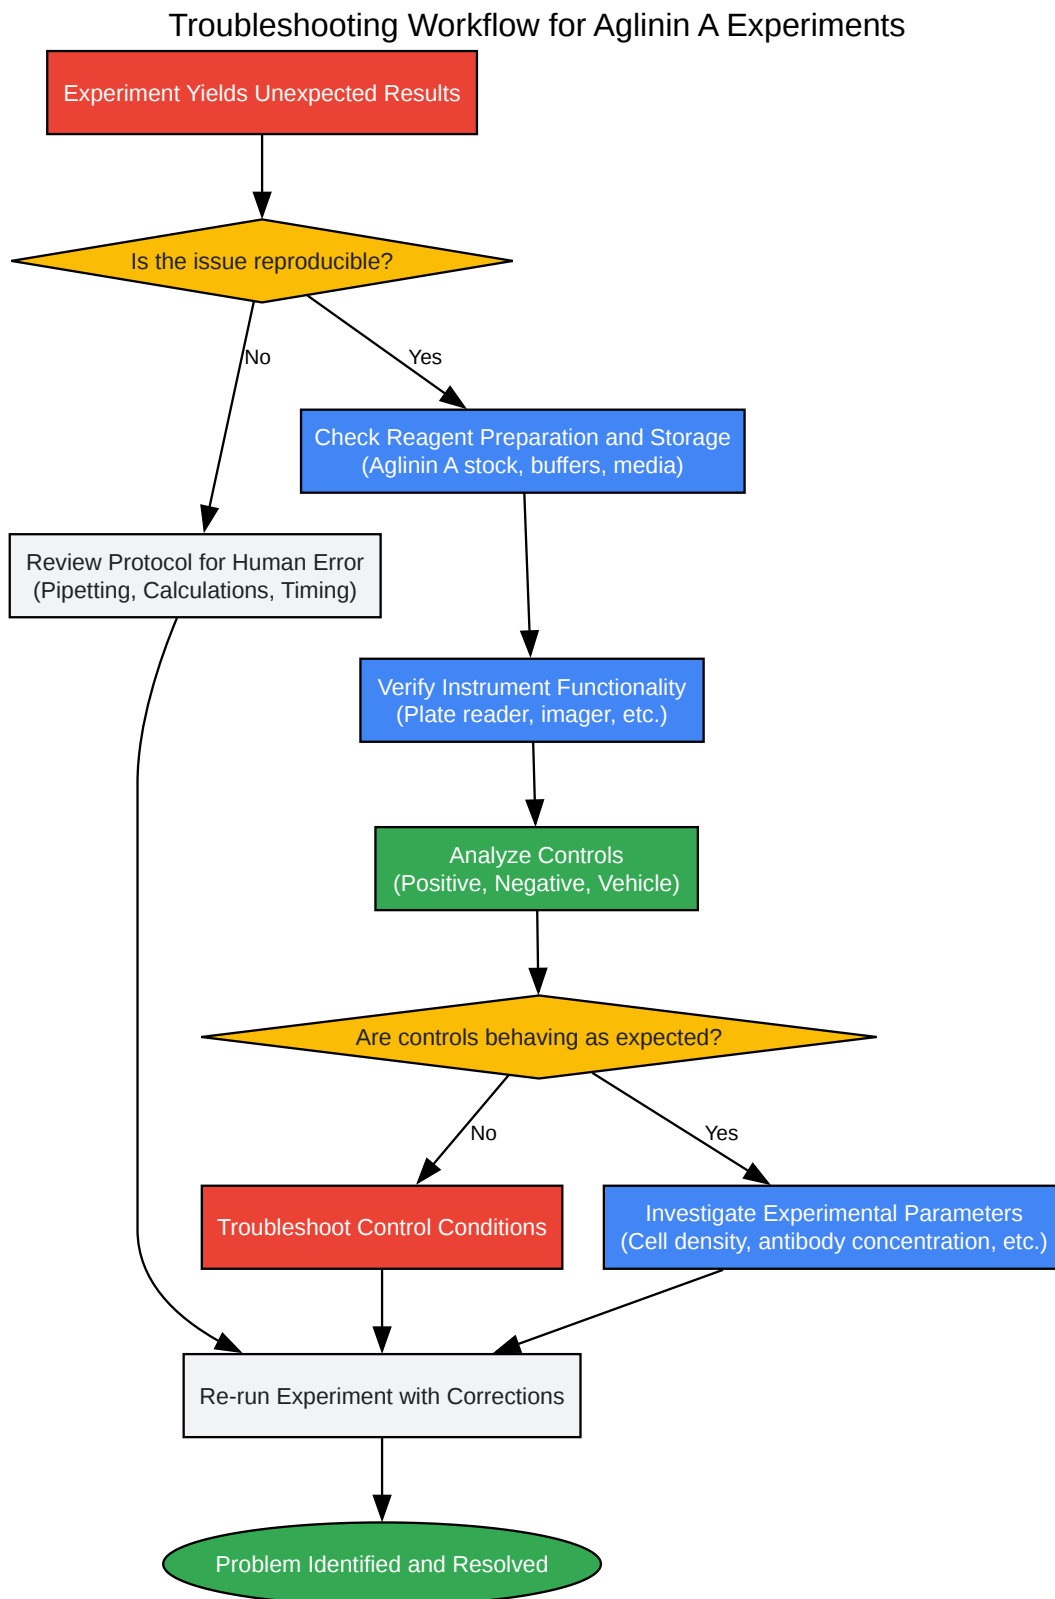 Troubleshooting Workflow for Aglinin A Experiments
Experiment Yields Unexpected Results
Is the issue reproducible?
No
Yes
Check Reagent Preparation and Storage
(Aglinin A stock, buffers, media)
Review Protocol for Human Error
(Pipetting, Calculations, Timing)
Verify Instrument Functionality
(Plate reader, imager, etc.)
Analyze Controls
(Positive, Negative, Vehicle)
Are controls behaving as expected?
No
Yes
Troubleshoot Control Conditions
Investigate Experimental Parameters
(Cell density, antibody concentration, etc.)
Re-run Experiment with Corrections
Problem Identified and Resolved